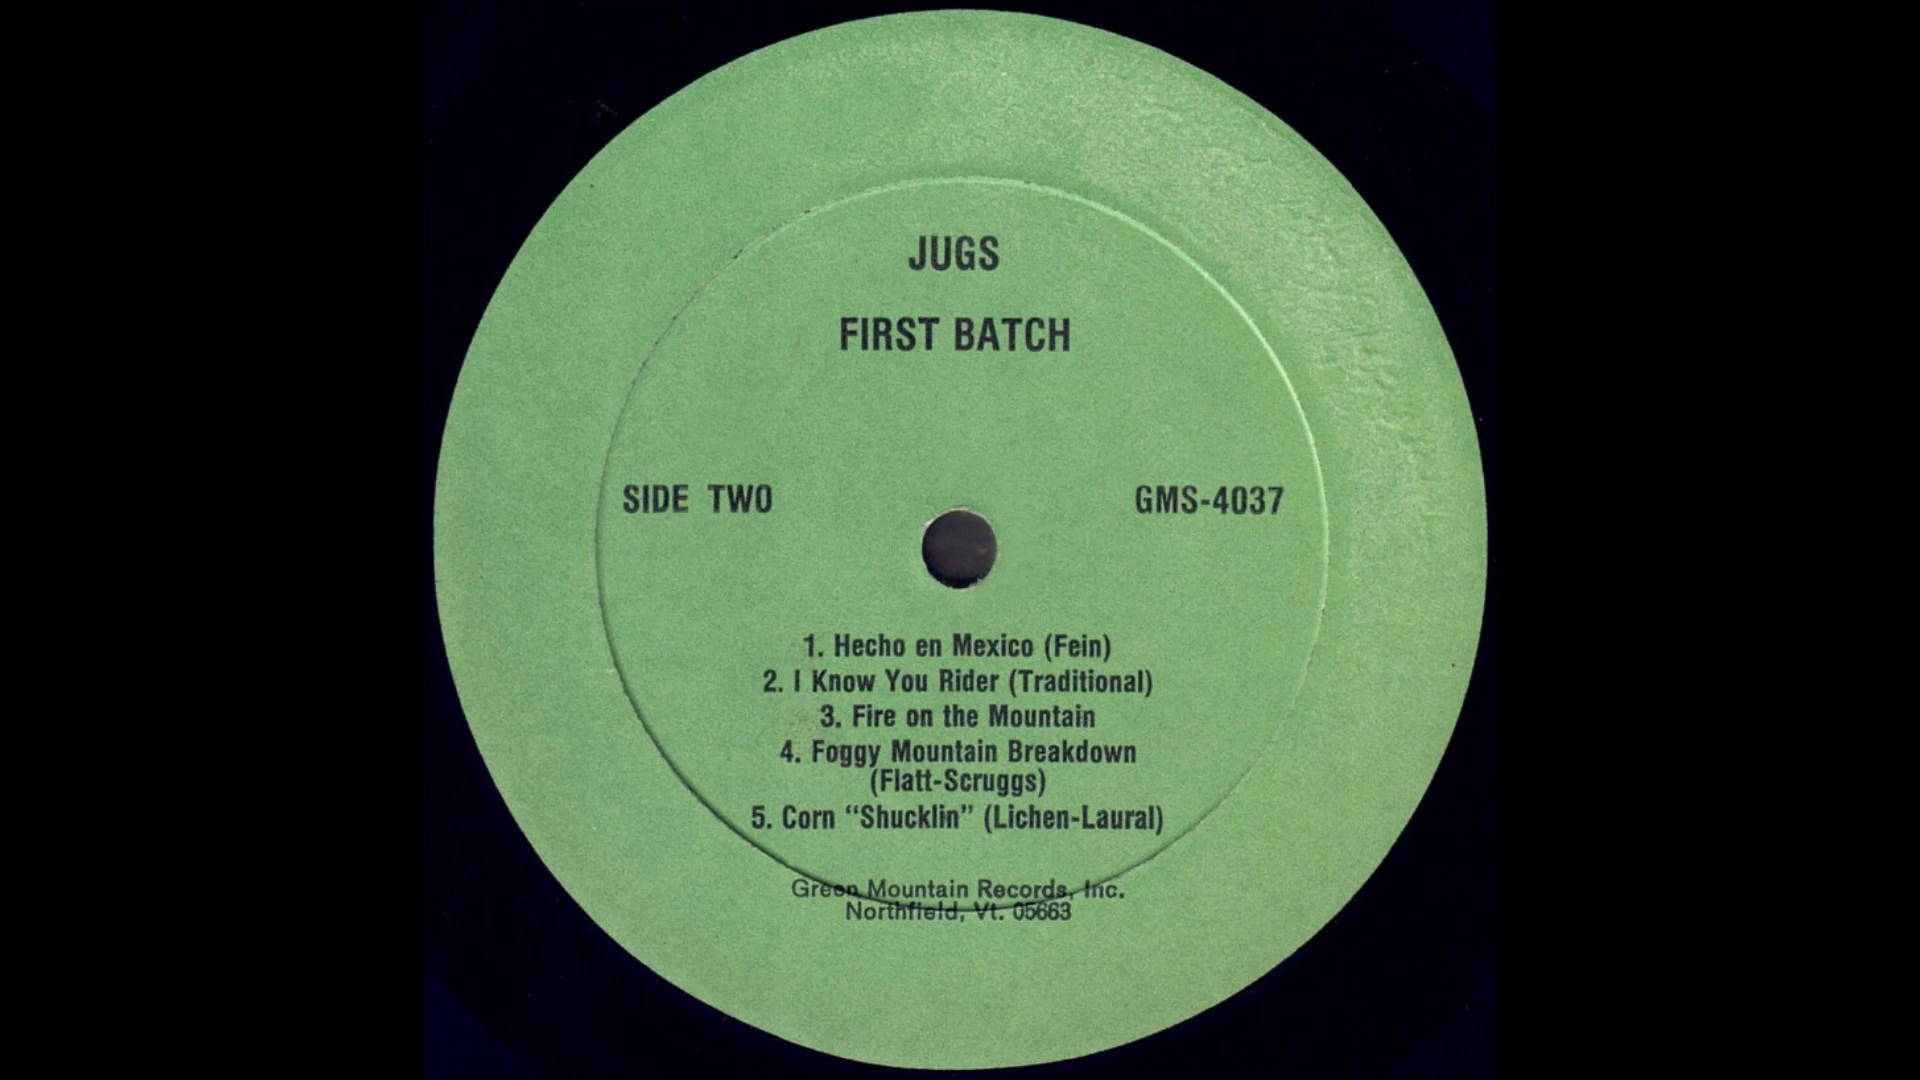 JUGS
FIRST BATCH
SIDE TWO
GMS-4037
1. Hecho en Mexico (Fein)
2. I Know You Rider (Traditional)
3. Fire on the Mountain
4. Foggy Mountain Breakdown
(Flatt-Scruggs)
5. Corn “Shucklin” (Lichen-Laural)
Green Mountain Records, Inc.
Northfield, Vt. 05663